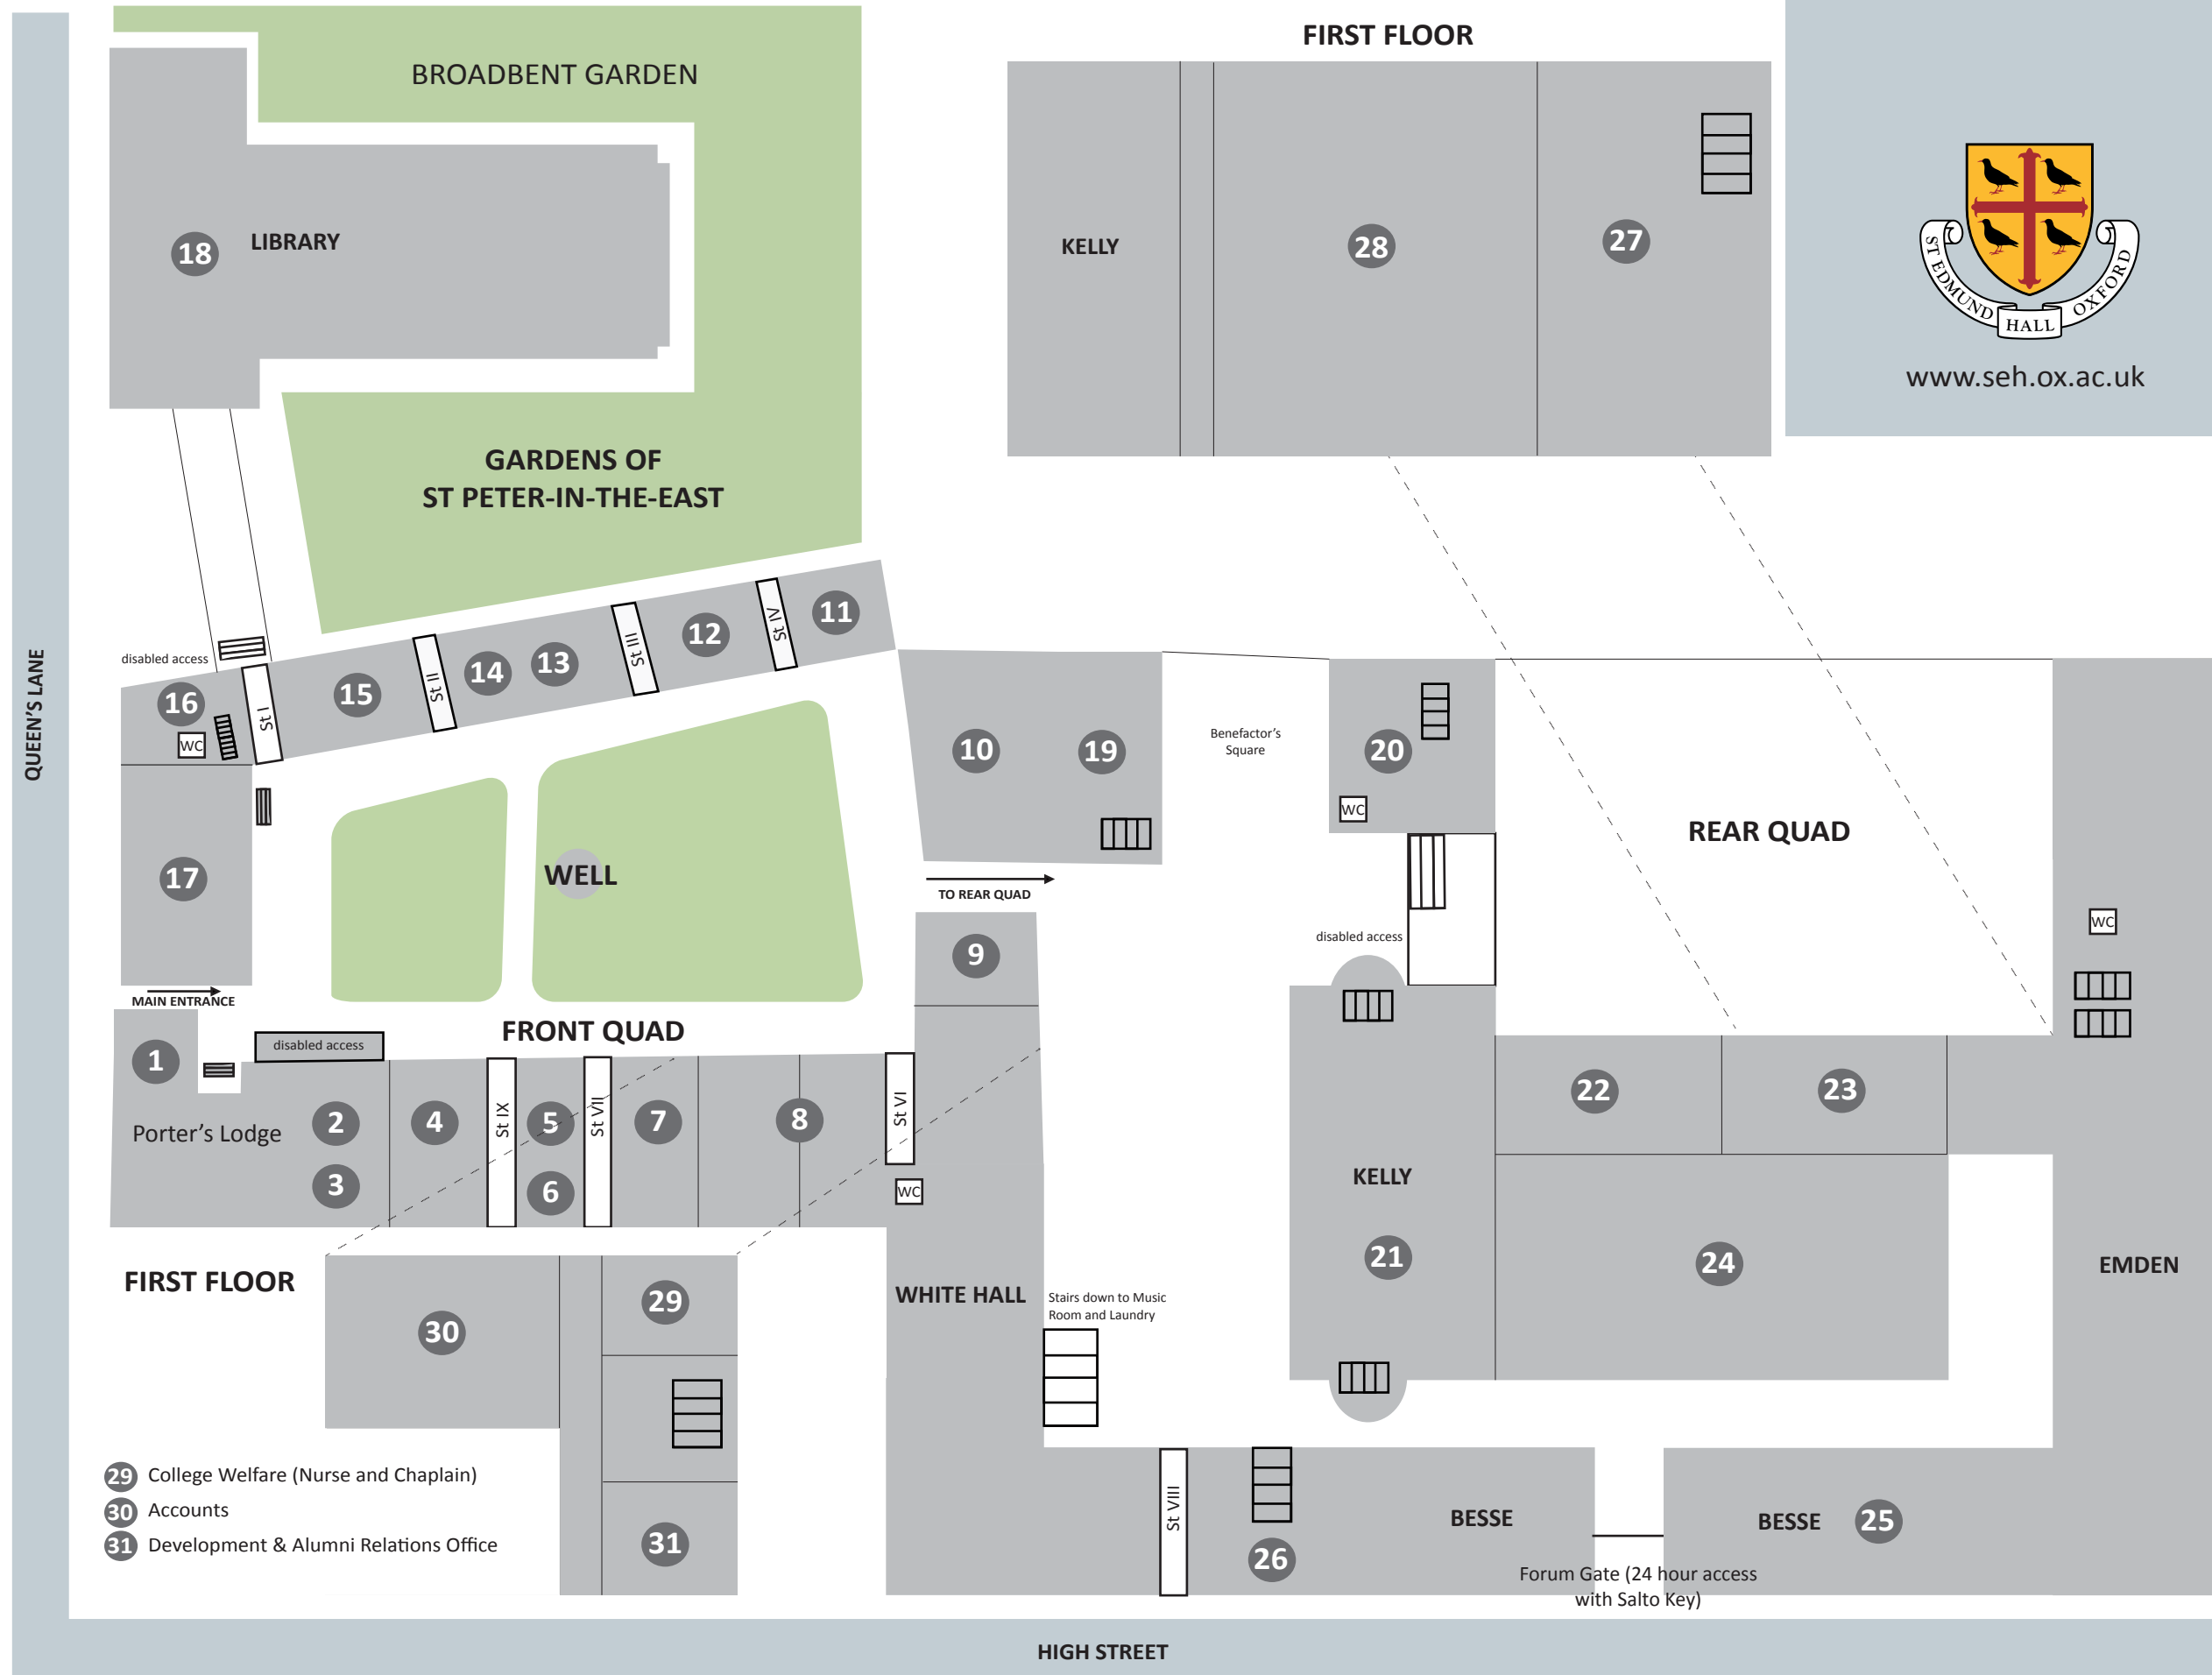 FIRST FLOOR
BROADBENT GARDEN
LIBRARY
18
KELLY
28
27
ST EDMUND
HALL
OXFORD
www.seh.ox.ac.uk
GARDENS OF
ST PETER-IN-THE-EAST
QUEEN'S LANE
disabled access
16
WC
St I
15
St II
14
13
St III
12
St IV
11
10
19
Benefactor's
Square
20
WC
REAR QUAD
17
WELL
TO REAR QUAD
9
disabled access
WC
MAIN ENTRANCE
FRONT QUAD
1
disabled access
Porter's Lodge
2
3
4
St IX
5
6
St VII
7
8
St VI
WC
22
23
KELLY
21
24
EMDEN
FIRST FLOOR
30
29
31
WHITE HALL
Stairs down to Music
Room and Laundry
29 College Welfare (Nurse and Chaplain)
30 Accounts
31 Development & Alumni Relations Office
St VIII
26
BESSE
BESSE
25
Forum Gate (24 hour access
with Salto Key)
HIGH STREET